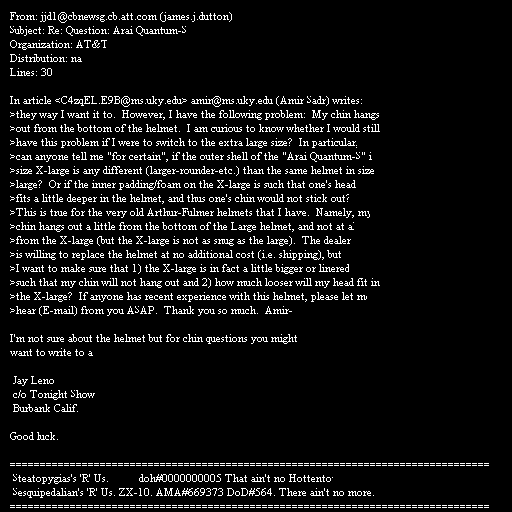 From: jjd1@cbnewsg.cb.att.com (james.j.dutton)
Subject: Re: Question: Arai Quantum-S
Organization: AT&T
Distribution: na
Lines: 30

In article <C4zqEL.E9B@ms.uky.edu> amir@ms.uky.edu (Amir Sadr) writes:
>they way I want it to.  However, I have the following problem:  My chin hangs
>out from the bottom of the helmet.  I am curious to know whether I would still
>have this problem if I were to switch to the extra large size?  In particular,
>can anyone tell me "for certain", if the outer shell of the "Arai Quantum-S" i
>size X-large is any different (larger-rounder-etc.) than the same helmet in size
>large?  Or if the inner padding/foam on the X-large is such that one's head
>fits a little deeper in the helmet, and thus one's chin would not stick out?
>This is true for the very old Arthur-Fulmer helmets that I have.  Namely, my
>chin hangs out a little from the bottom of the Large helmet, and not at a
>from the X-large (but the X-large is not as snug as the large).  The dealer
>is willing to replace the helmet at no additional cost (i.e. shipping), but
>I want to make sure that 1) the X-large is in fact a little bigger or linered
>such that my chin will not hang out and 2) how much looser will my head fit in
>the X-large?  If anyone has recent experience with this helmet, please let m
>hear (E-mail) from you ASAP.  Thank you so much.  Amir-

I'm not sure about the helmet but for chin questions you might
want to write to a

 Jay Leno
 c/o Tonight Show
 Burbank Calif.

Good luck.

================================================================================
 Steatopygias's 'R' Us.          doh#0000000005 That ain't no Hottento
 Sesquipedalian's 'R' Us. ZX-10. AMA#669373 DoD#564. There ain't no more.
================================================================================